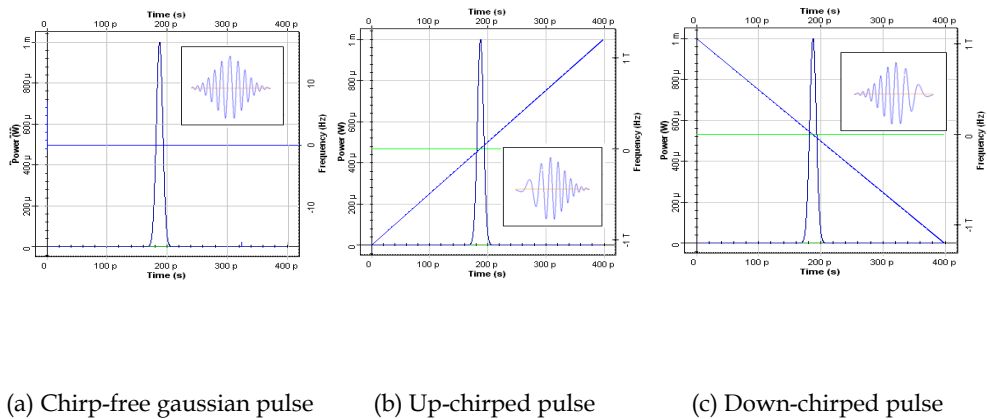 Time (s)
0 100 p 200 p 300 p 400 p
Power (W)
1 m
800 µ
600 µ
400 µ
200 µ
0
Frequency (Hz)
10
0
-10
0 100 p 200 p 300 p 400 p
Time (s)
Time (s)
0 100 p 200 p 300 p 400 p
Power (W)
1 m
800 µ
600 µ
400 µ
200 µ
0
Frequency (Hz)
1 T
0
-1 T
0 100 p 200 p 300 p 400 p
Time (s)
Time (s)
0 100 p 200 p 300 p 400 p
Power (W)
1 m
800 µ
600 µ
400 µ
200 µ
0
Frequency (Hz)
1 T
0
-1 T
0 100 p 200 p 300 p 400 p
Time (s)
(a) Chirp-free gaussian pulse
(b) Up-chirped pulse
(c) Down-chirped pulse